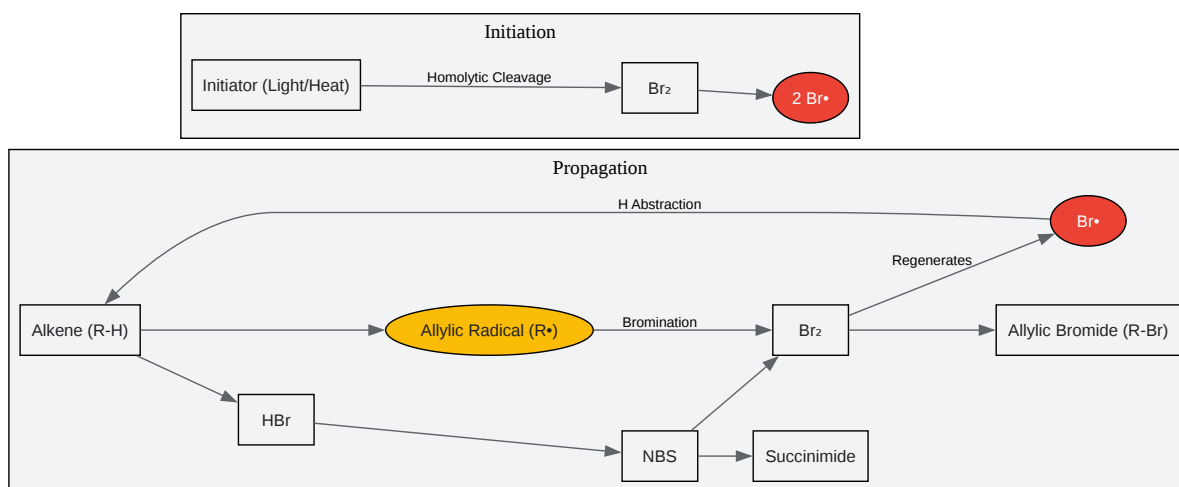 Initiation
Initiator (Light/Heat)
Homolytic Cleavage
Br₂
2 Br•
Propagation
H Abstraction
Br•
Regenerates
Alkene (R-H)
Allylic Radical (R•)
Bromination
Br₂
Allylic Bromide (R-Br)
HBr
NBS
Succinimide